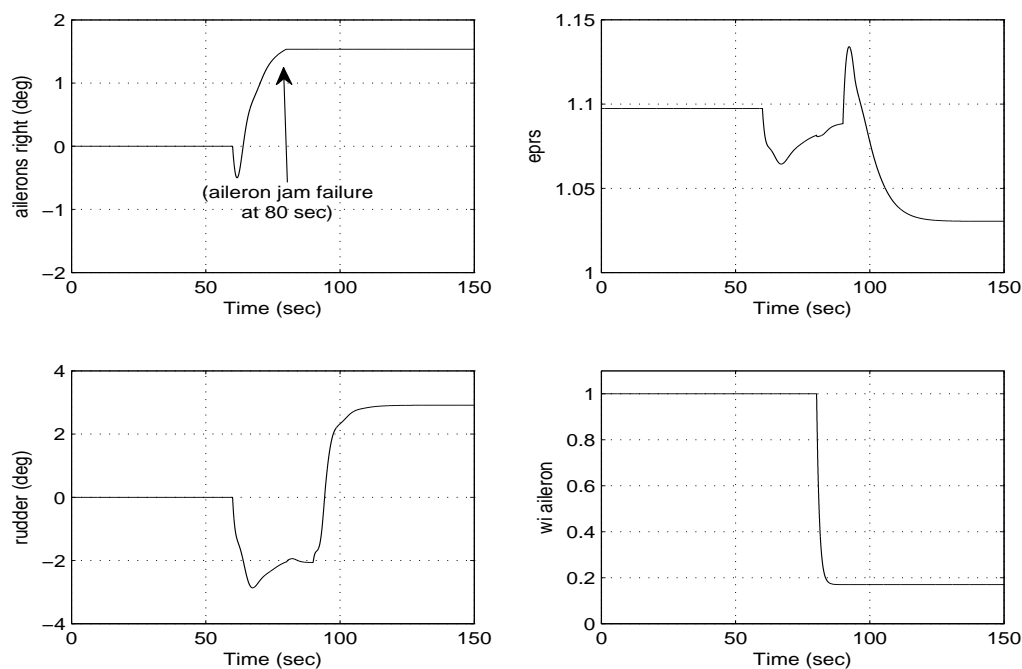 2
1
0
−1
−2
ailerons right (deg)
(aileron jam failure
at 80 sec)
0 50 100 150
Time (sec)
1.15
1.1
1.05
1
eprs
0 50 100 150
Time (sec)
4
2
0
−2
−4
rudder (deg)
0 50 100 150
Time (sec)
1
0.8
0.6
0.4
0.2
0
wi aileron
0 50 100 150
Time (sec)